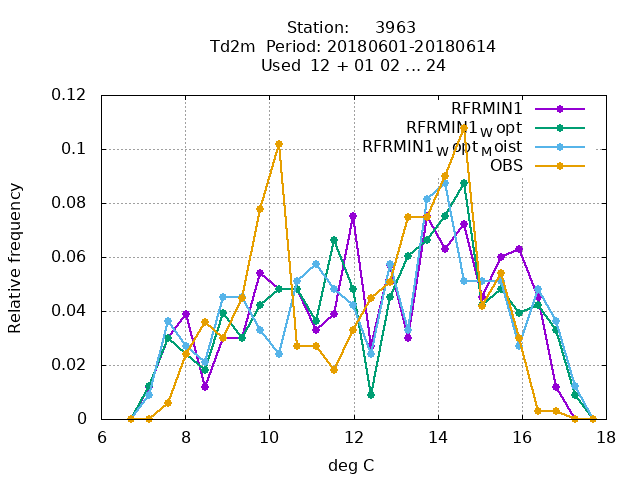 Station: 3963
Td2m Period: 20180601-20180614
Used 12 + 01 02 ... 24
0.12
0.1
0.08
0.06
0.04
0.02
0
Relative frequency
RFRMIN1
RFRMIN1Wopt
RFRMIN1WoptMoist
OBS
6 8 10 12 14 16 18
deg C